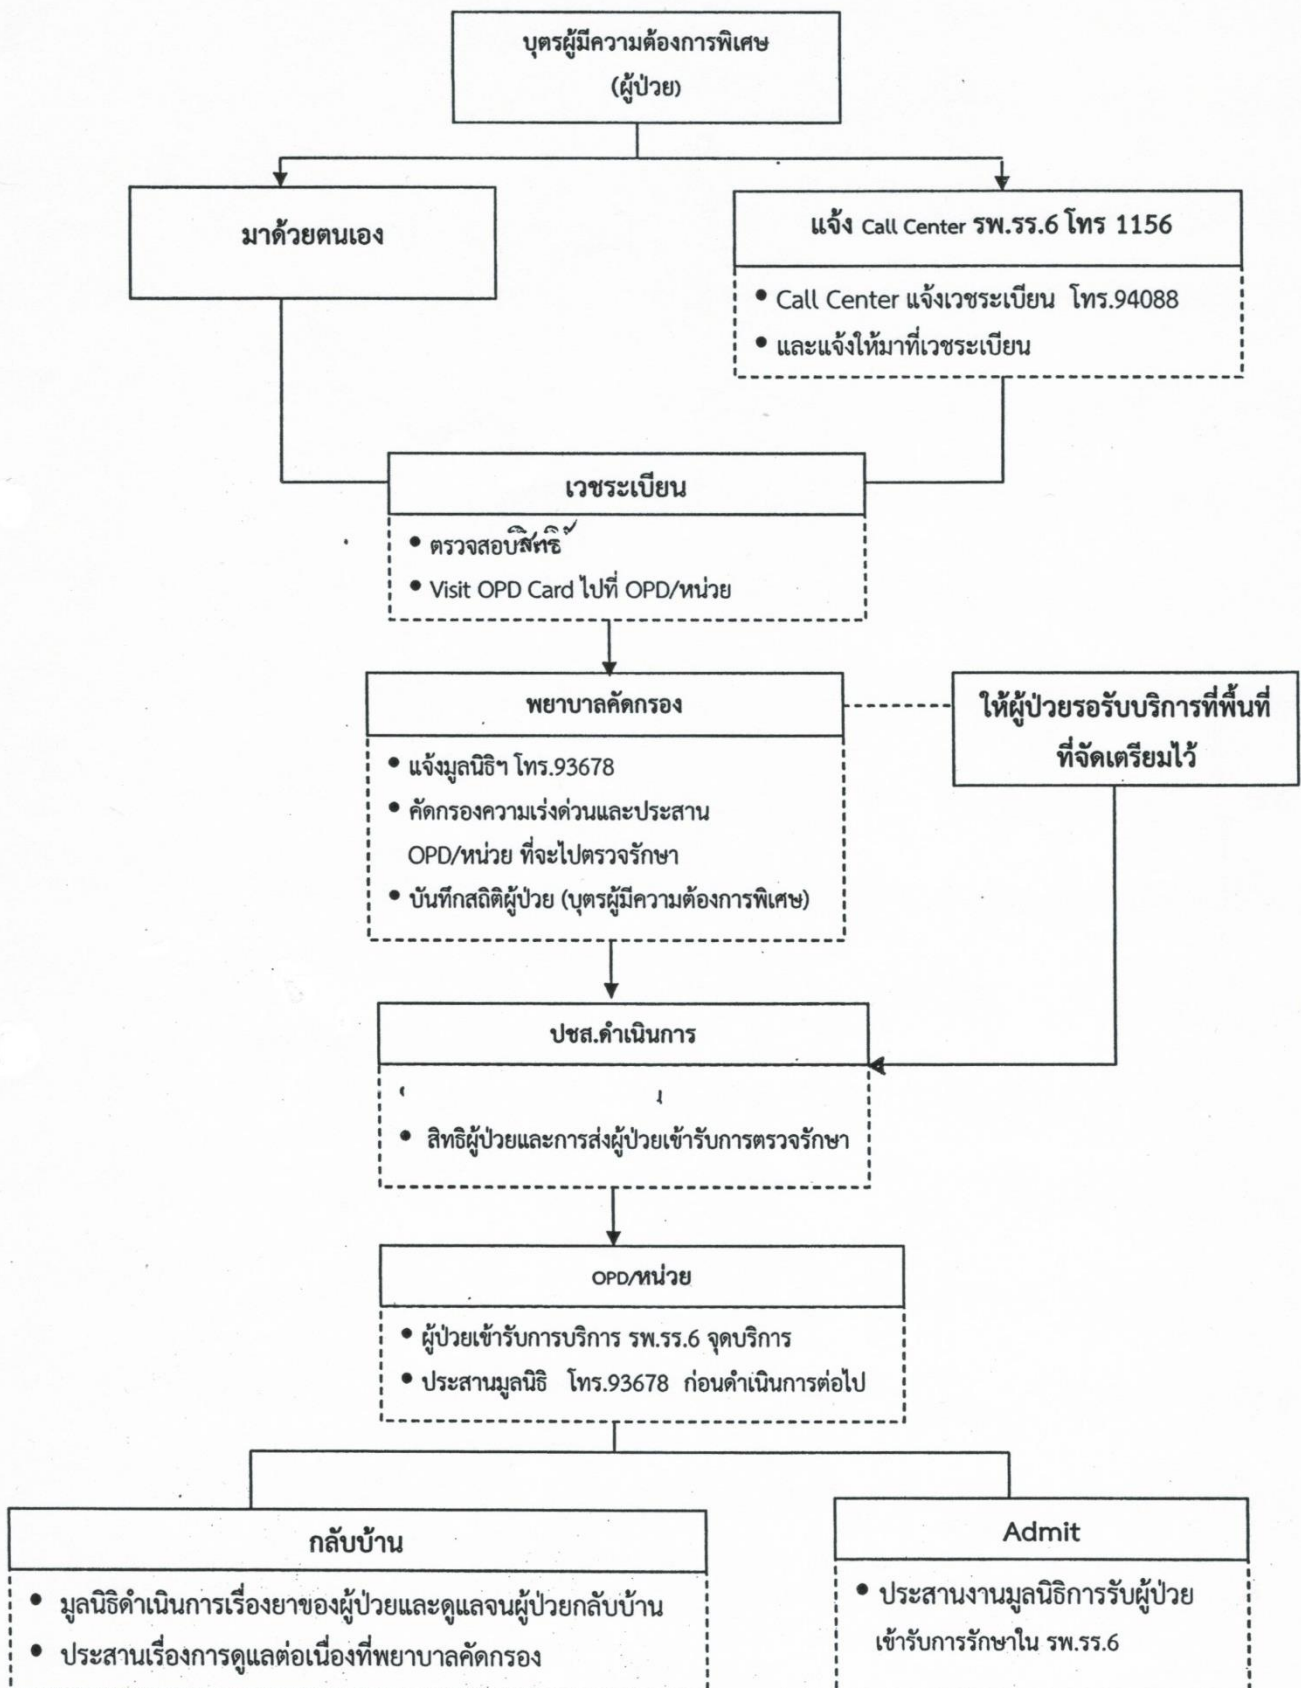 บุตรผู้มีความต้องการพิเศษ
(ผู้ป่วย)
มาด้วยตนเอง
แจ้ง Call Center รพ.รร.6 โทร 1156
• Call Center แจ้งเวชระเบียน โทร.94088
• และแจ้งให้มาที่เวชระเบียน
เวชระเบียน
• ตรวจสอบสิทธิ์
• Visit OPD Card ไปที่ OPD/หน่วย
พยาบาลคัดกรอง
• แจ้งมูลนิธิฯ โทร.93678
• คัดกรองความเร่งด่วนและประสาน
OPD/หน่วย ที่จะไปตรวจรักษา
• บันทึกสถิติผู้ป่วย (บุตรผู้มีความต้องการพิเศษ)
ให้ผู้ป่วยรอรับบริการที่พื้นที่
ที่จัดเตรียมไว้
ปชส.ดำเนินการ
• สิทธิผู้ป่วยและการส่งผู้ป่วยเข้ารับการตรวจรักษา
OPD/หน่วย
• ผู้ป่วยเข้ารับการบริการ รพ.รร.6 จุดบริการ
• ประสานมูลนิธิ โทร.93678 ก่อนดำเนินการต่อไป
กลับบ้าน
• มูลนิธิดำเนินการเรื่องยาของผู้ป่วยและดูแลจนผู้ป่วยกลับบ้าน
• ประสานเรื่องการดูแลต่อเนื่องที่พยาบาลคัดกรอง
Admit
• ประสานงานมูลนิธิการรับผู้ป่วย
เข้ารับการรักษาใน รพ.รร.6